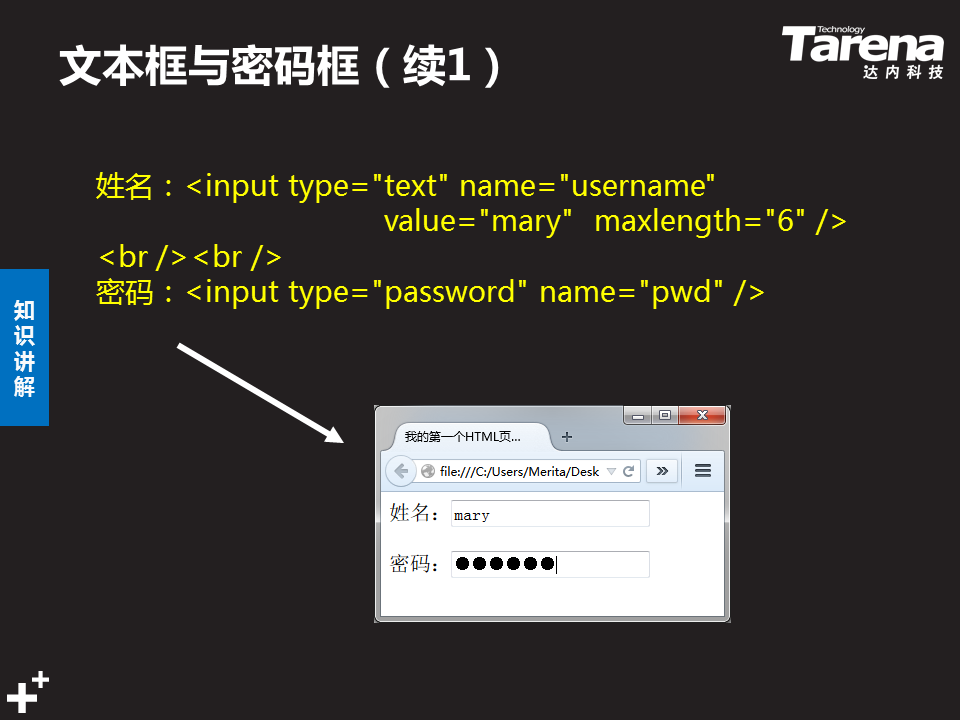 文本框与密码框（续1）
Technology
Tarena
达内科技
姓名：<input type="text" name="username"
value="mary" maxlength="6" />
<br /><br />
密码：<input type="password" name="pwd" />
知识讲解
我的第一个HTML页...
file:///C:/Users/Merita/Desk
姓名：mary
密码：●●●●●●